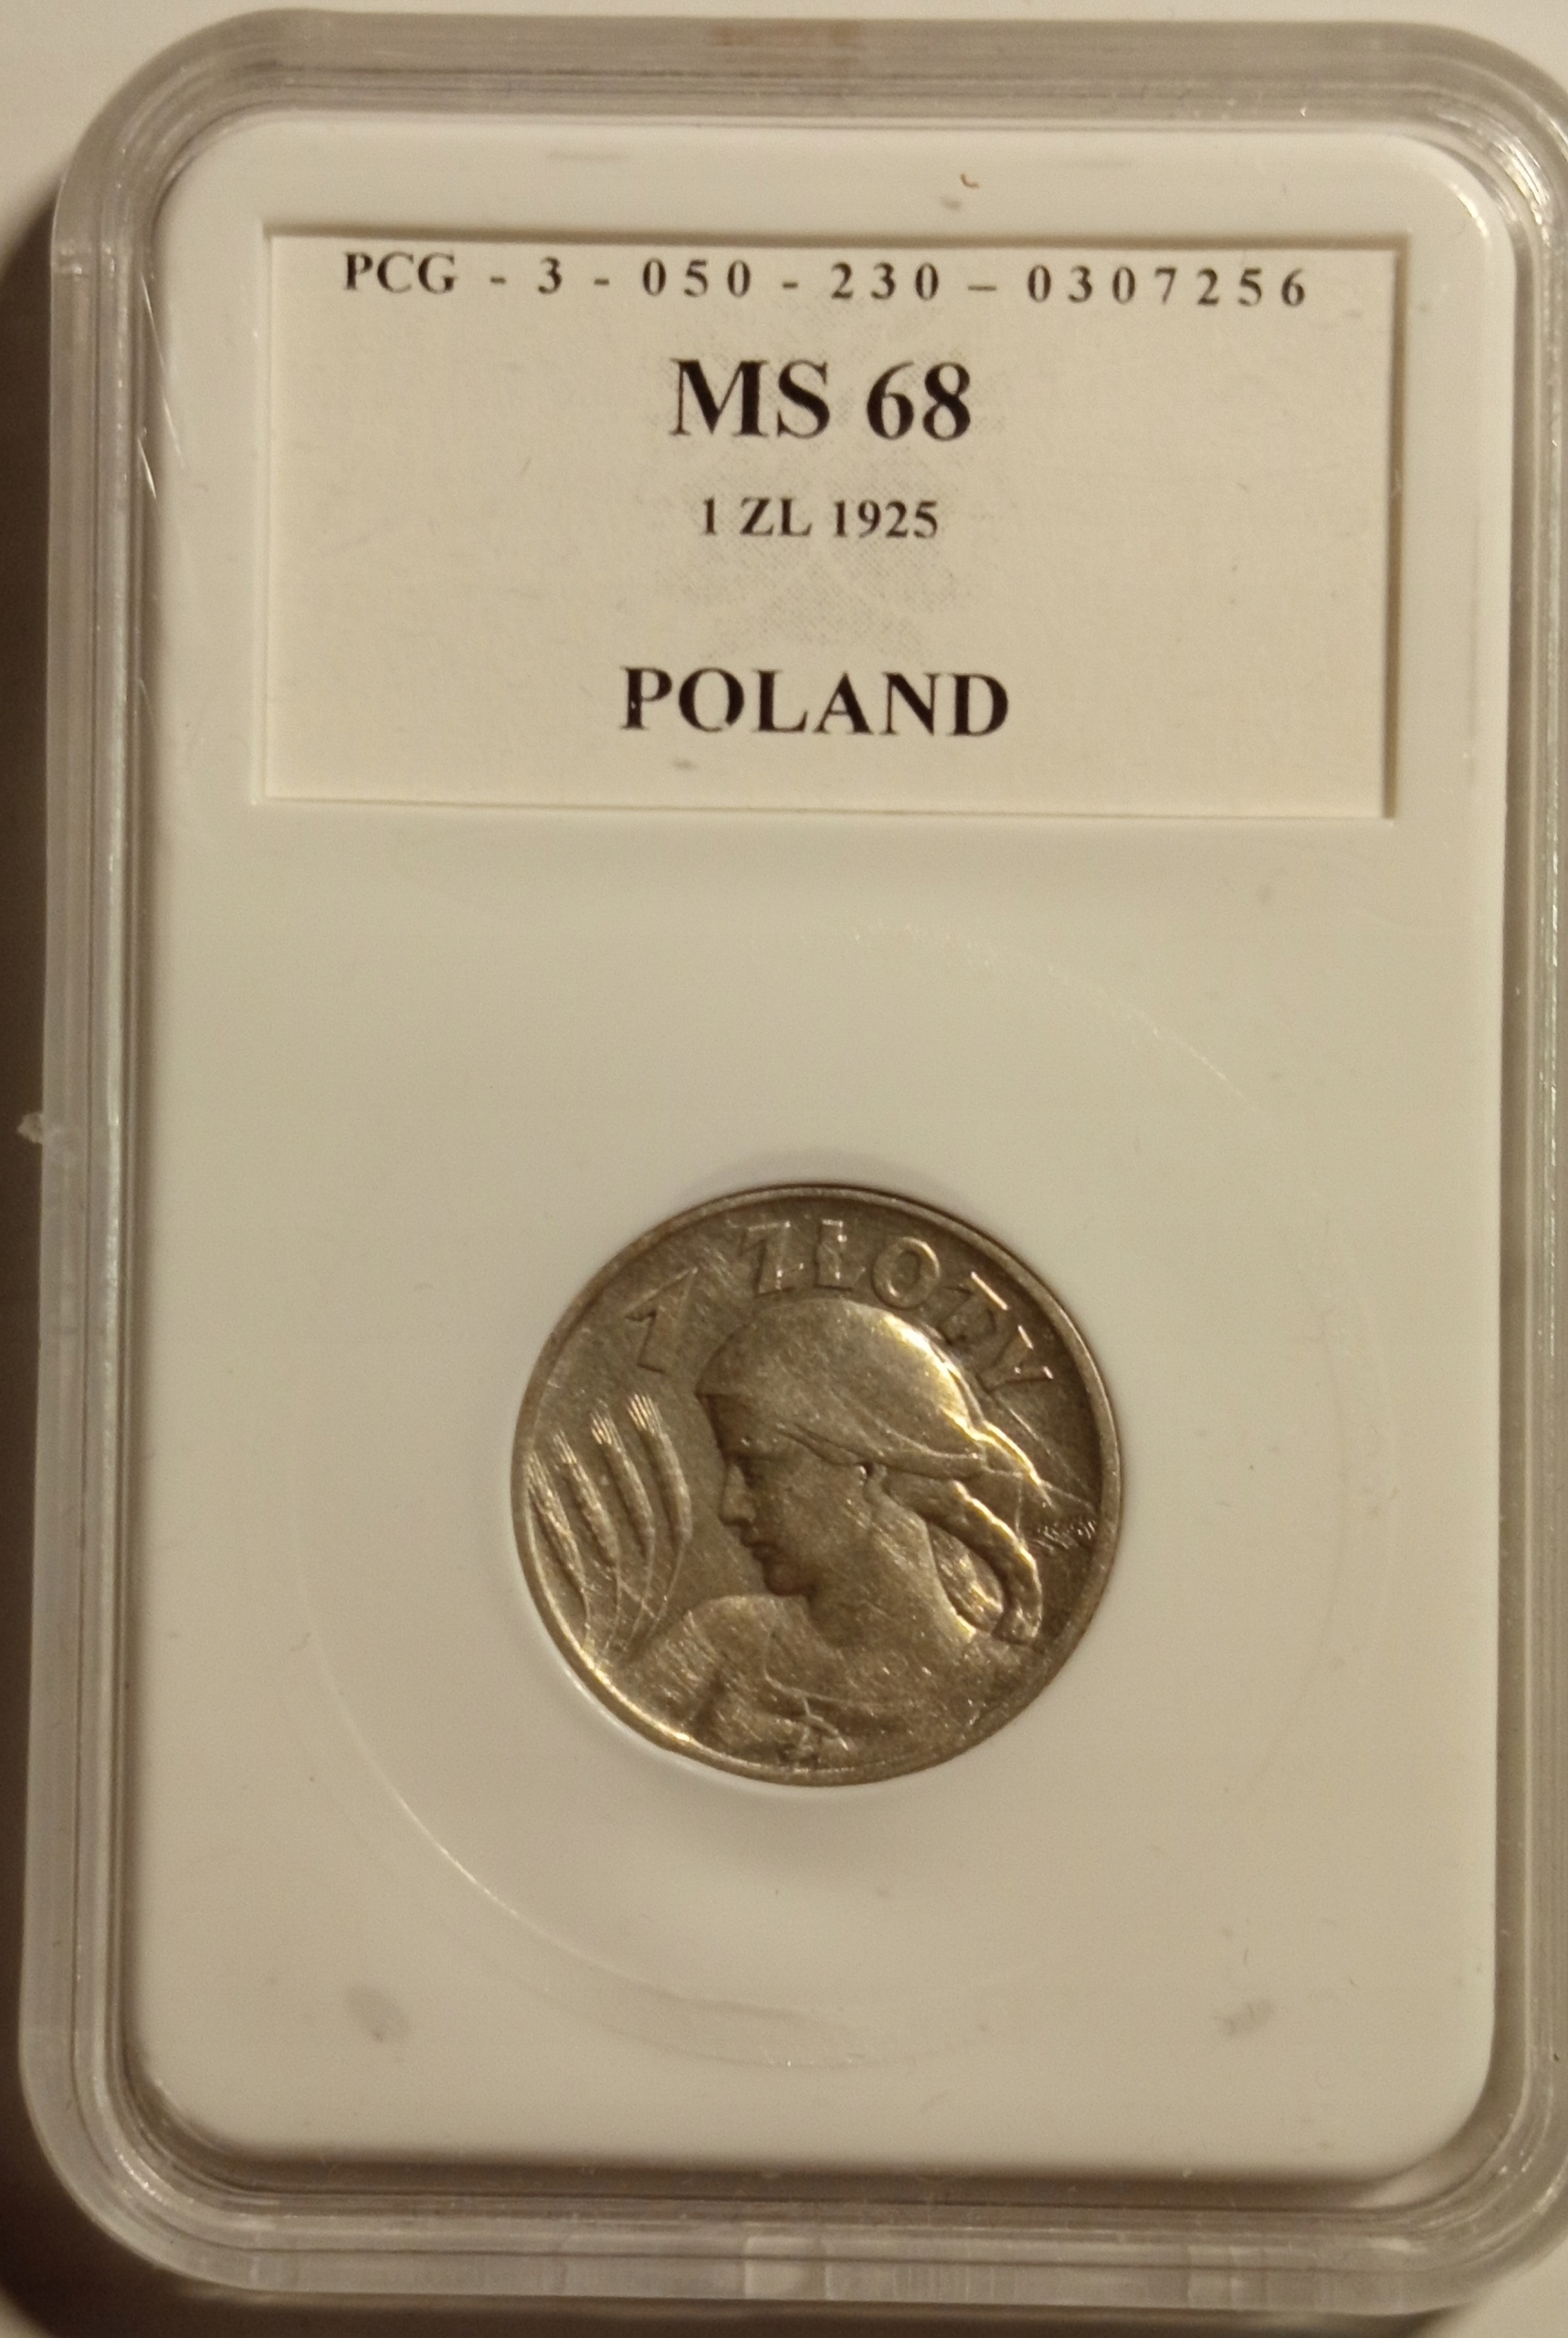 PCG - 3 - 050 - 230 – 0307256
MS 68
1 ZL 1925
POLAND
1 ZŁOTY